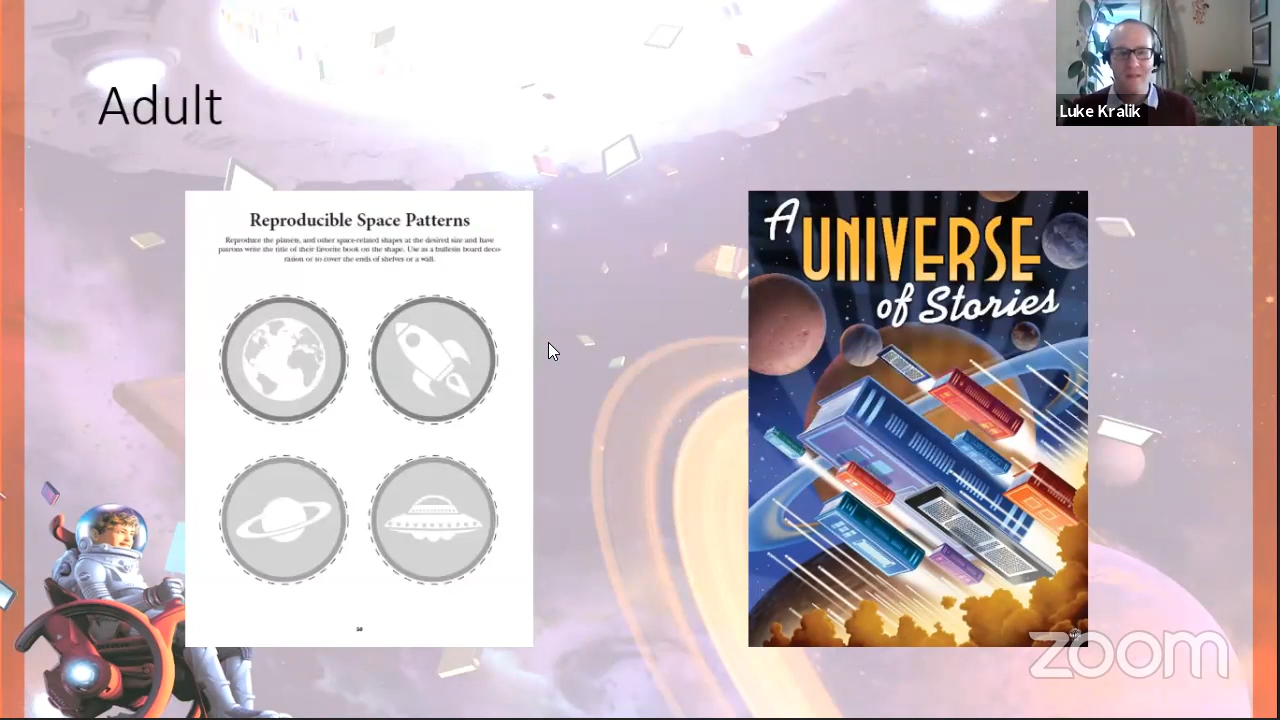 Adult
Luke Kralik
Reproducible Space Patterns
Reproduce the planets, and other space-related shapes at the desired size and have
patrons write the title of their favorite book on the shape. Use as a bulletin board deco-
ration or to cover the ends of shelves or a wall.
A
UNIVERSE
of Stories
zoom